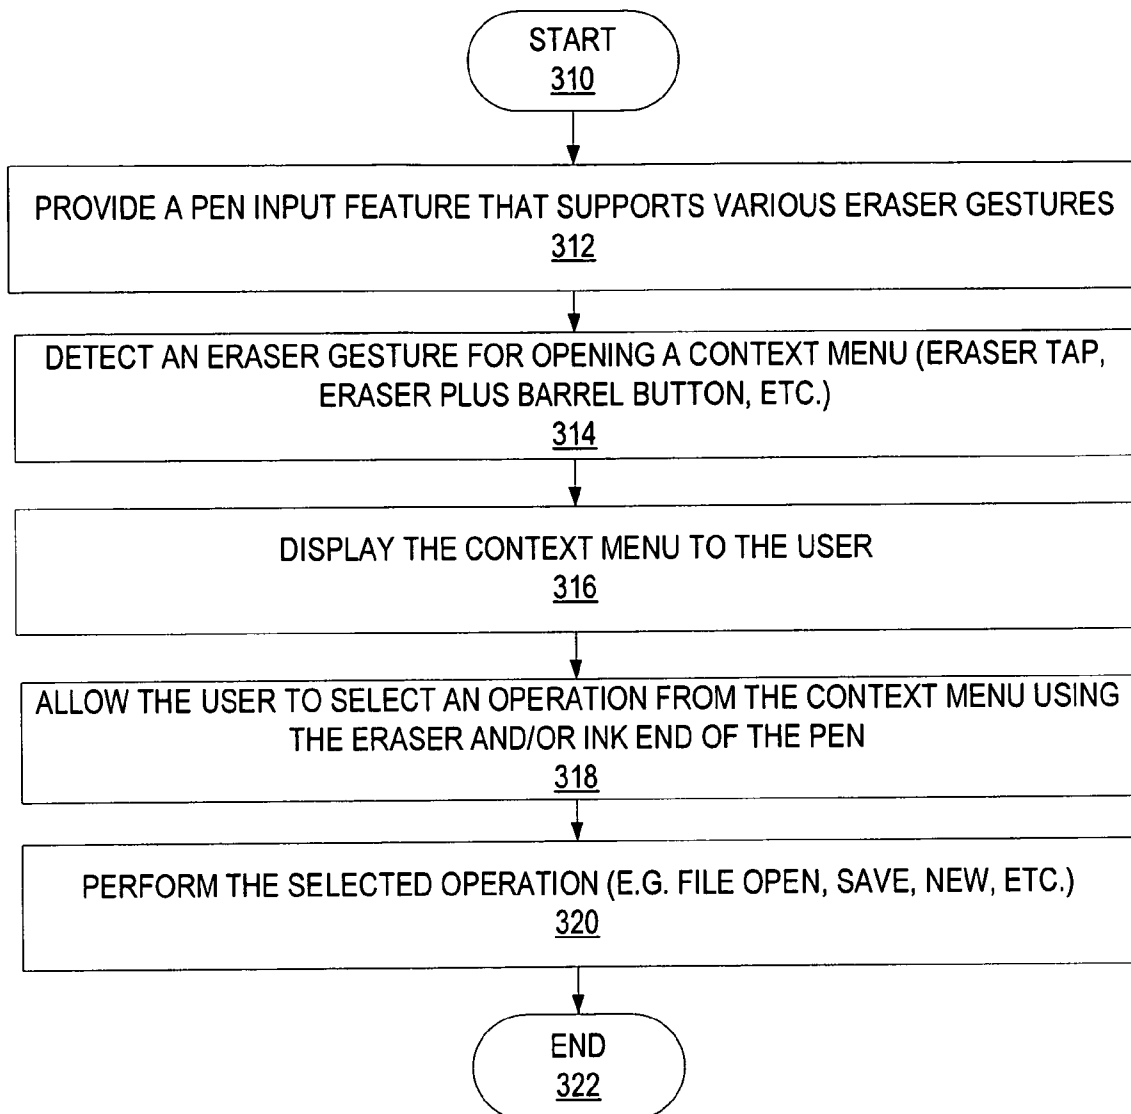 START
310
PROVIDE A PEN INPUT FEATURE THAT SUPPORTS VARIOUS ERASER GESTURES
312
DETECT AN ERASER GESTURE FOR OPENING A CONTEXT MENU (ERASER TAP,
ERASER PLUS BARREL BUTTON, ETC.)
314
DISPLAY THE CONTEXT MENU TO THE USER
316
ALLOW THE USER TO SELECT AN OPERATION FROM THE CONTEXT MENU USING
THE ERASER AND/OR INK END OF THE PEN
318
PERFORM THE SELECTED OPERATION (E.G. FILE OPEN, SAVE, NEW, ETC.)
320
END
322